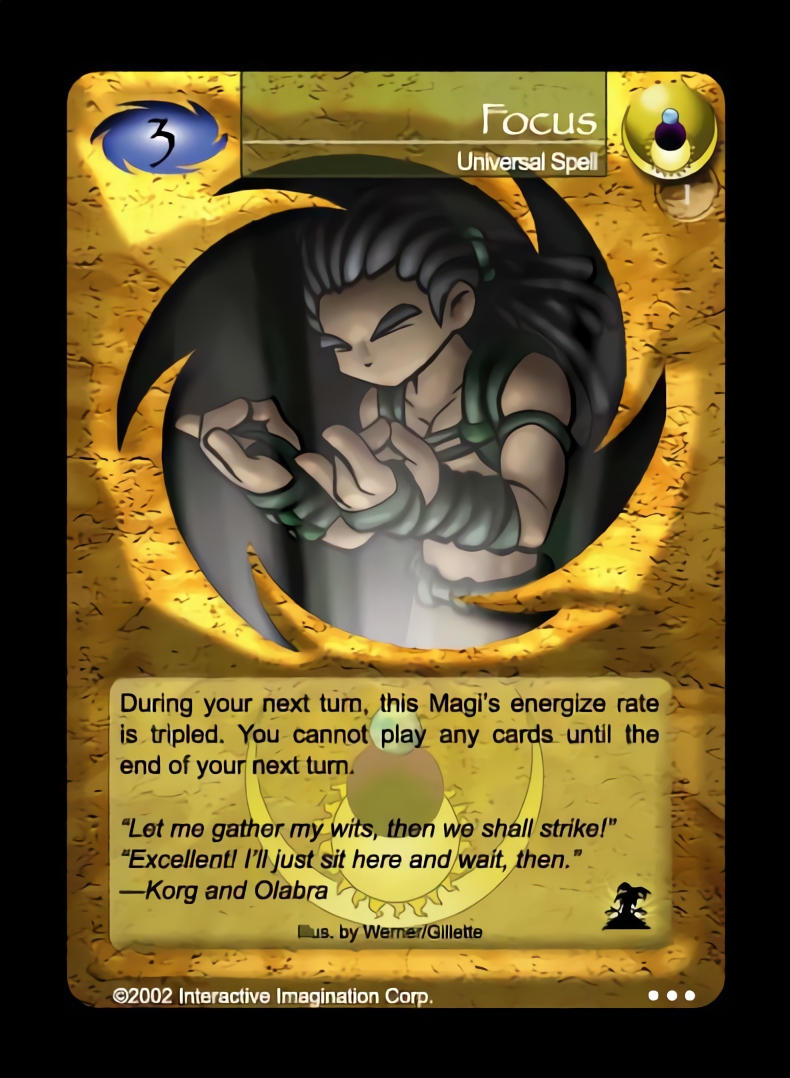 3
Focus
Universal Spell
During your next turn, this Magi's energize rate
is tripled. You cannot play any cards until the
end of your next turn.
“Let me gather my wits, then we shall strike!”
“Excellent! I'll just sit here and wait, then.”
—Korg and Olabra
Illus. by Werner/Gillette
©2002 Interactive Imagination Corp.